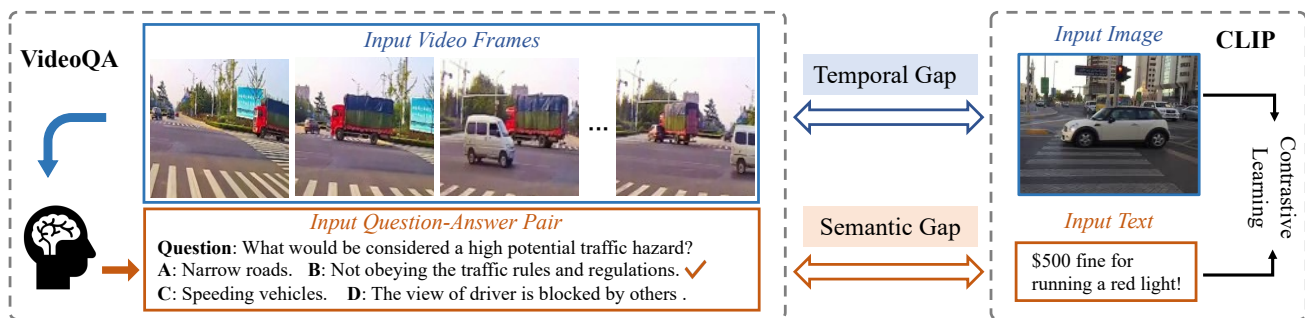 VideoQA
Input Video Frames
...
Input Question-Answer Pair
Question: What would be considered a high potential traffic hazard?
A: Narrow roads. B: Not obeying the traffic rules and regulations.
C: Speeding vehicles. D: The view of driver is blocked by others .
Temporal Gap
Semantic Gap
Input Image
CLIP
Input Text
$500 fine for
running a red light!
Contrastive
Learning